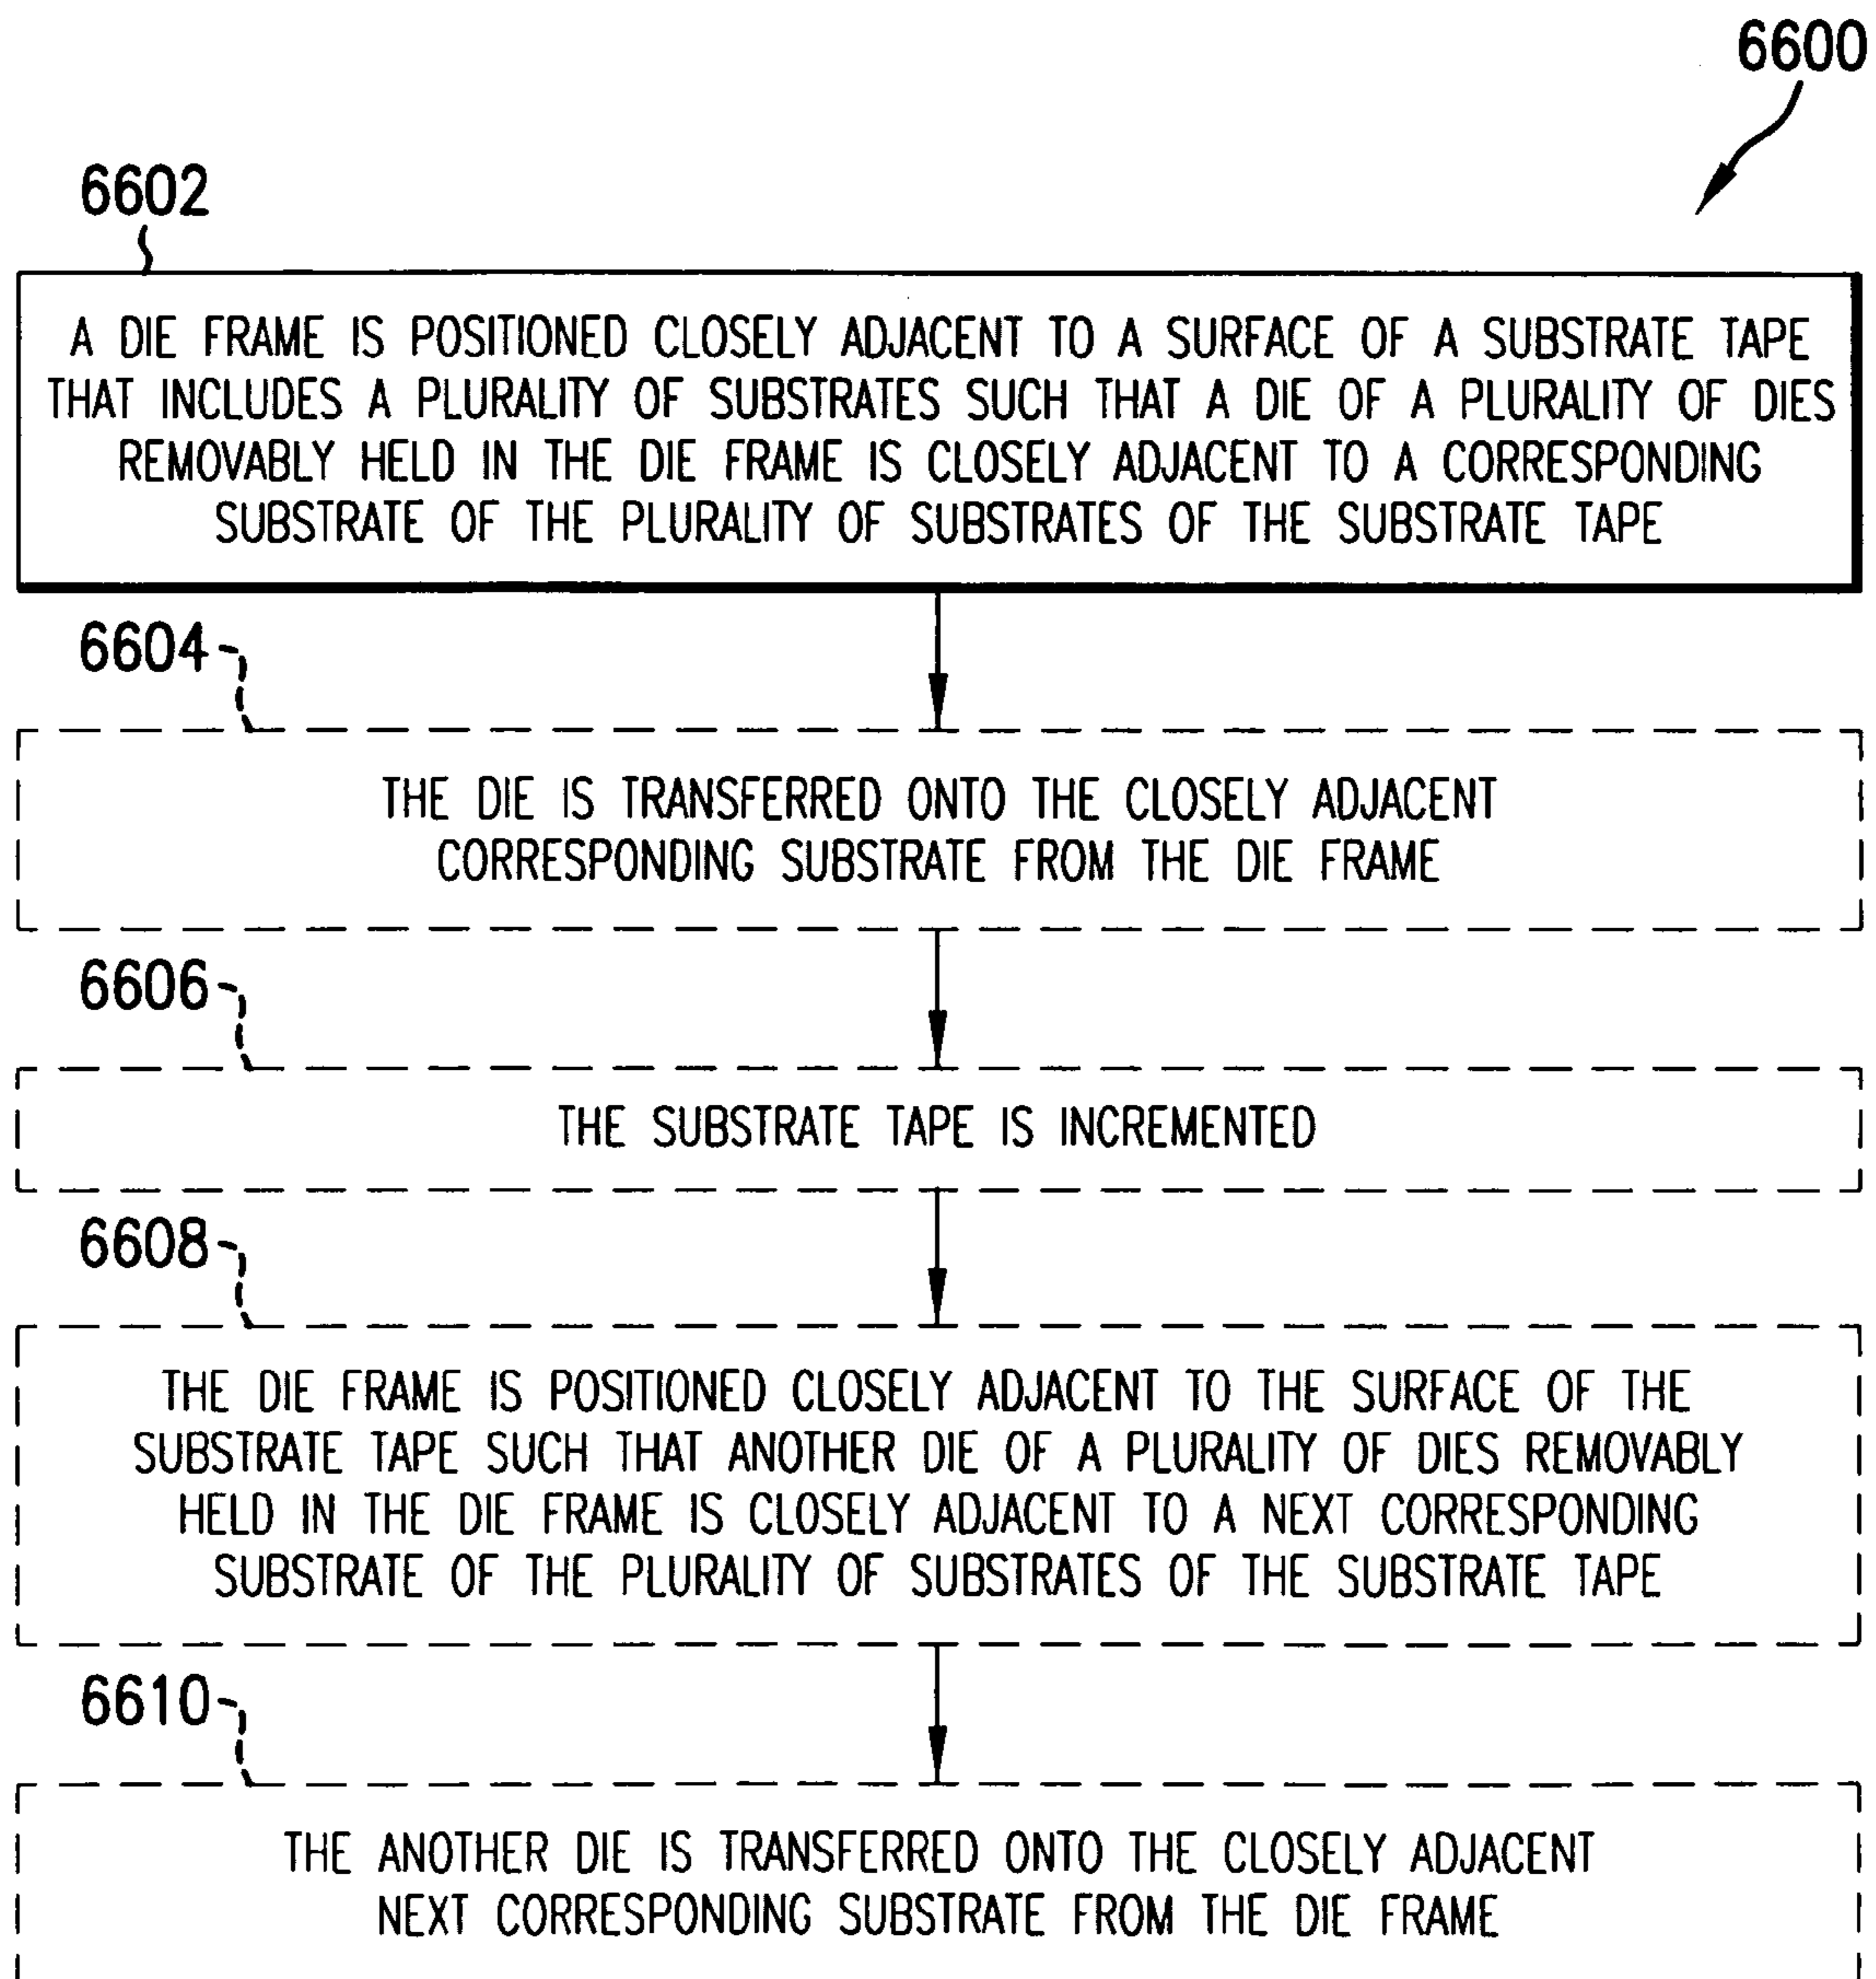 6600
6602
A DIE FRAME IS POSITIONED CLOSELY ADJACENT TO A SURFACE OF A SUBSTRATE TAPE
THAT INCLUDES A PLURALITY OF SUBSTRATES SUCH THAT A DIE OF A PLURALITY OF DIES
REMOVABLY HELD IN THE DIE FRAME IS CLOSELY ADJACENT TO A CORRESPONDING
SUBSTRATE OF THE PLURALITY OF SUBSTRATES OF THE SUBSTRATE TAPE
6604
THE DIE IS TRANSFERRED ONTO THE CLOSELY ADJACENT
CORRESPONDING SUBSTRATE FROM THE DIE FRAME
6606
THE SUBSTRATE TAPE IS INCREMENTED
6608
THE DIE FRAME IS POSITIONED CLOSELY ADJACENT TO THE SURFACE OF THE
SUBSTRATE TAPE SUCH THAT ANOTHER DIE OF A PLURALITY OF DIES REMOVABLY
HELD IN THE DIE FRAME IS CLOSELY ADJACENT TO A NEXT CORRESPONDING
SUBSTRATE OF THE PLURALITY OF SUBSTRATES OF THE SUBSTRATE TAPE
6610
THE ANOTHER DIE IS TRANSFERRED ONTO THE CLOSELY ADJACENT
NEXT CORRESPONDING SUBSTRATE FROM THE DIE FRAME